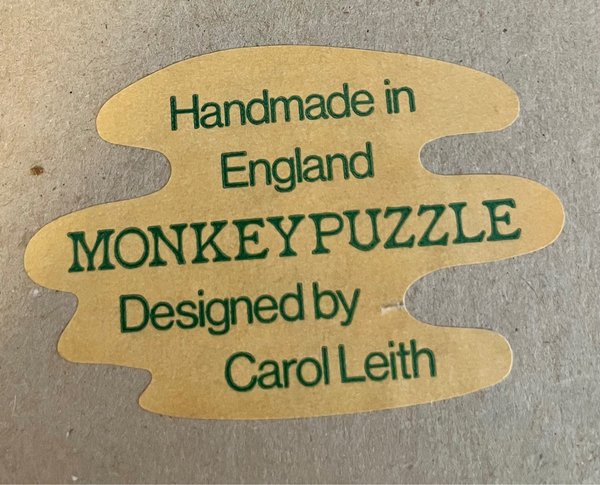 Handmade in
England
MONKEYPUZZLE
Designed by
Carol Leith